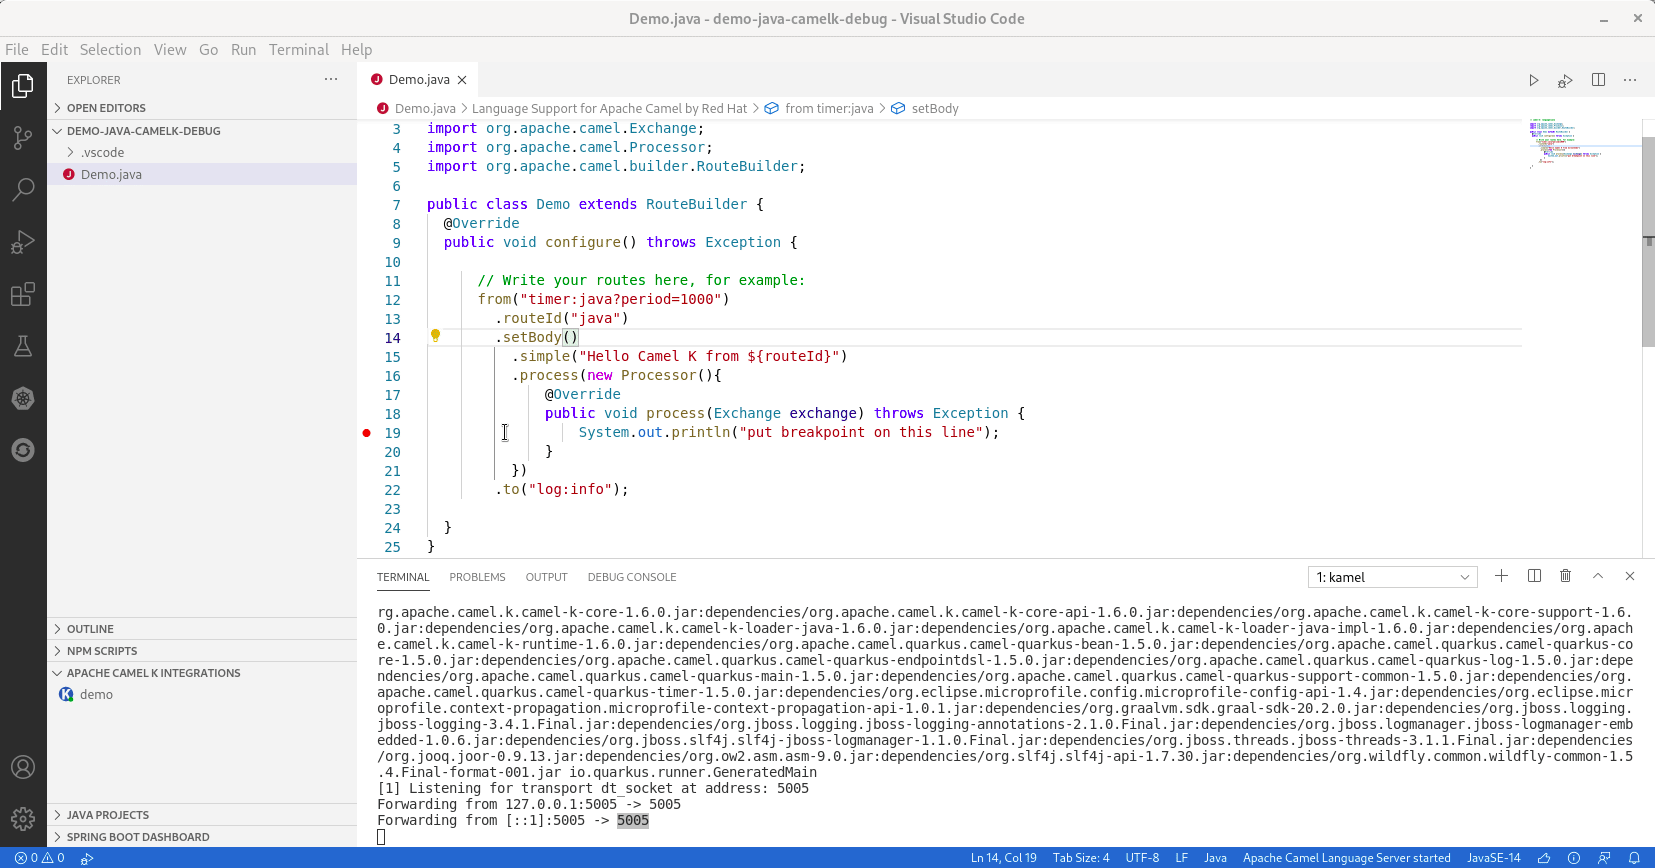 Demo.java - demo-java-camelk-debug - Visual Studio Code
File Edit Selection View Go Run Terminal Help
EXPLORER
OPEN EDITORS
DEMO-JAVA-CAMELK-DEBUG
.vscode
Demo.java
OUTLINE
NPM SCRIPTS
APACHE CAMEL K INTEGRATIONS
demo
JAVA PROJECTS
SPRING BOOT DASHBOARD
Demo.java
Demo.java > Language Support for Apache Camel by Red Hat > from timer:java > setBody
3 import org.apache.camel.Exchange;
4 import org.apache.camel.Processor;
5 import org.apache.camel.builder.RouteBuilder;
6
7 public class Demo extends RouteBuilder {
8 @Override
9 public void configure() throws Exception {
10
11 // Write your routes here, for example:
12 from("timer:java?period=1000")
13 .routeId("java")
14 .setBody()
15 .simple("Hello Camel K from ${routeId}")
16 .process(new Processor(){
17 @Override
18 public void process(Exchange exchange) throws Exception {
19 System.out.println("put breakpoint on this line");
20 }
21 })
22 .to("log:info");
23
24 }
25 }
TERMINAL PROBLEMS OUTPUT DEBUG CONSOLE 1: kamel
rg.apache.camel.k.camel-k-core-1.6.0.jar:dependencies/org.apache.camel.k.camel-k-core-api-1.6.0.jar:dependencies/org.apache.camel.k.camel-k-core-support-1.6.
0.jar:dependencies/org.apache.camel.k.camel-k-loader-java-1.6.0.jar:dependencies/org.apache.camel.k.camel-k-loader-java-impl-1.6.0.jar:dependencies/org.apach
e.camel.k.camel-k-runtime-1.6.0.jar:dependencies/org.apache.camel.quarkus.camel-quarkus-bean-1.5.0.jar:dependencies/org.apache.camel.quarkus.camel-quarkus-co
re-1.5.0.jar:dependencies/org.apache.camel.quarkus.camel-quarkus-endpointdsl-1.5.0.jar:dependencies/org.apache.camel.quarkus.camel-quarkus-log-1.5.0.jar:depe
ndencies/org.apache.camel.quarkus.camel-quarkus-main-1.5.0.jar:dependencies/org.apache.camel.quarkus.camel-quarkus-support-common-1.5.0.jar:dependencies/org.
apache.camel.quarkus.camel-quarkus-timer-1.5.0.jar:dependencies/org.eclipse.microprofile.config.microprofile-config-api-1.4.jar:dependencies/org.eclipse.micr
oprofile.context-propagation.microprofile-context-propagation-api-1.0.1.jar:dependencies/org.graalvm.sdk.graal-sdk-20.2.0.jar:dependencies/org.jboss.logging.
jboss-logging-3.4.1.Final.jar:dependencies/org.jboss.logging.jboss-logging-annotations-2.1.0.Final.jar:dependencies/org.jboss.logmanager.jboss-logmanager-emb
edded-1.0.6.jar:dependencies/org.jboss.slf4j.slf4j-jboss-logmanager-1.1.0.Final.jar:dependencies/org.jboss.threads.jboss-threads-3.1.1.Final.jar:dependencies
/org.jooq.joor-0.9.13.jar:dependencies/org.ow2.asm.asm-9.0.jar:dependencies/org.slf4j.slf4j-api-1.7.30.jar:dependencies/org.wildfly.common.wildfly-common-1.5
.4.Final-format-001.jar io.quarkus.runner.GeneratedMain
[1] Listening for transport dt_socket at address: 5005
Forwarding from 127.0.0.1:5005 -> 5005
Forwarding from [::1]:5005 -> 5005
0 0 Ln 14, Col 19 Tab Size: 4 UTF-8 LF Java Apache Camel Language Server started JavaSE-14